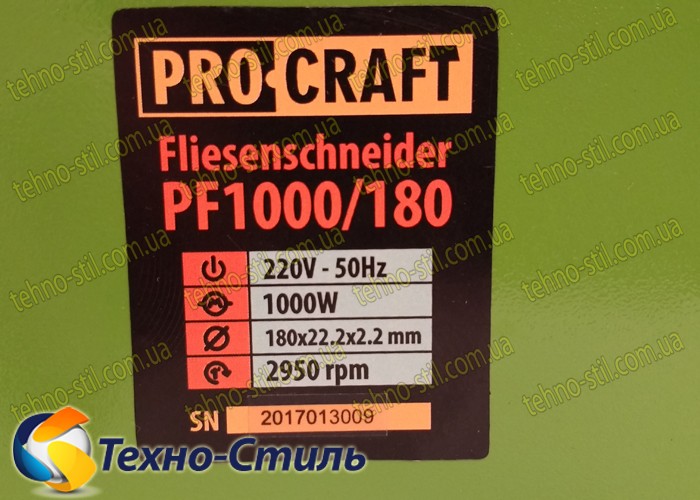 PRO CRAFT
Fliesenschneider
PF1000/180
220V - 50Hz
1000W
180x22.2x2.2 mm
2950 rpm
SN 2017013009
Техно-Стиль
tehno-stil.com.ua